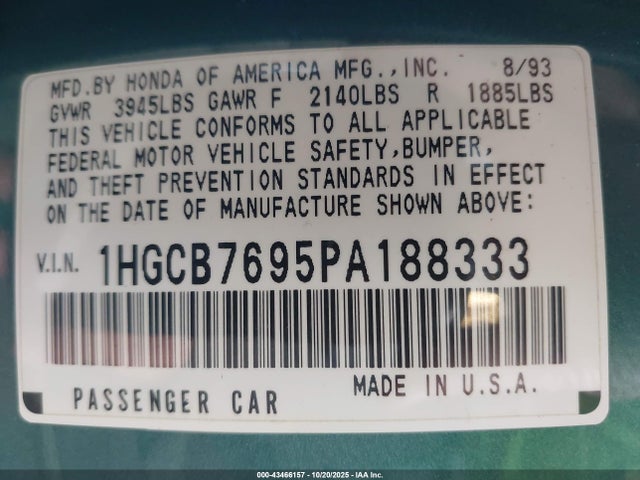 MFD.BY HONDA OF AMERICA MFG.,INC. 8/93
GVWR 3945LBS GAWR F 2140LBS R 1885LBS
THIS VEHICLE CONFORMS TO ALL APPLICABLE
FEDERAL MOTOR VEHICLE SAFETY,BUMPER,
AND THEFT PREVENTION STANDARDS IN EFFECT
ON THE DATE OF MANUFACTURE SHOWN ABOVE:
V.I.N. 1HGCB7695PA188333
PASSENGER CAR MADE IN U.S.A.
000-43466157 - 10/20/2025 - IAA Inc.